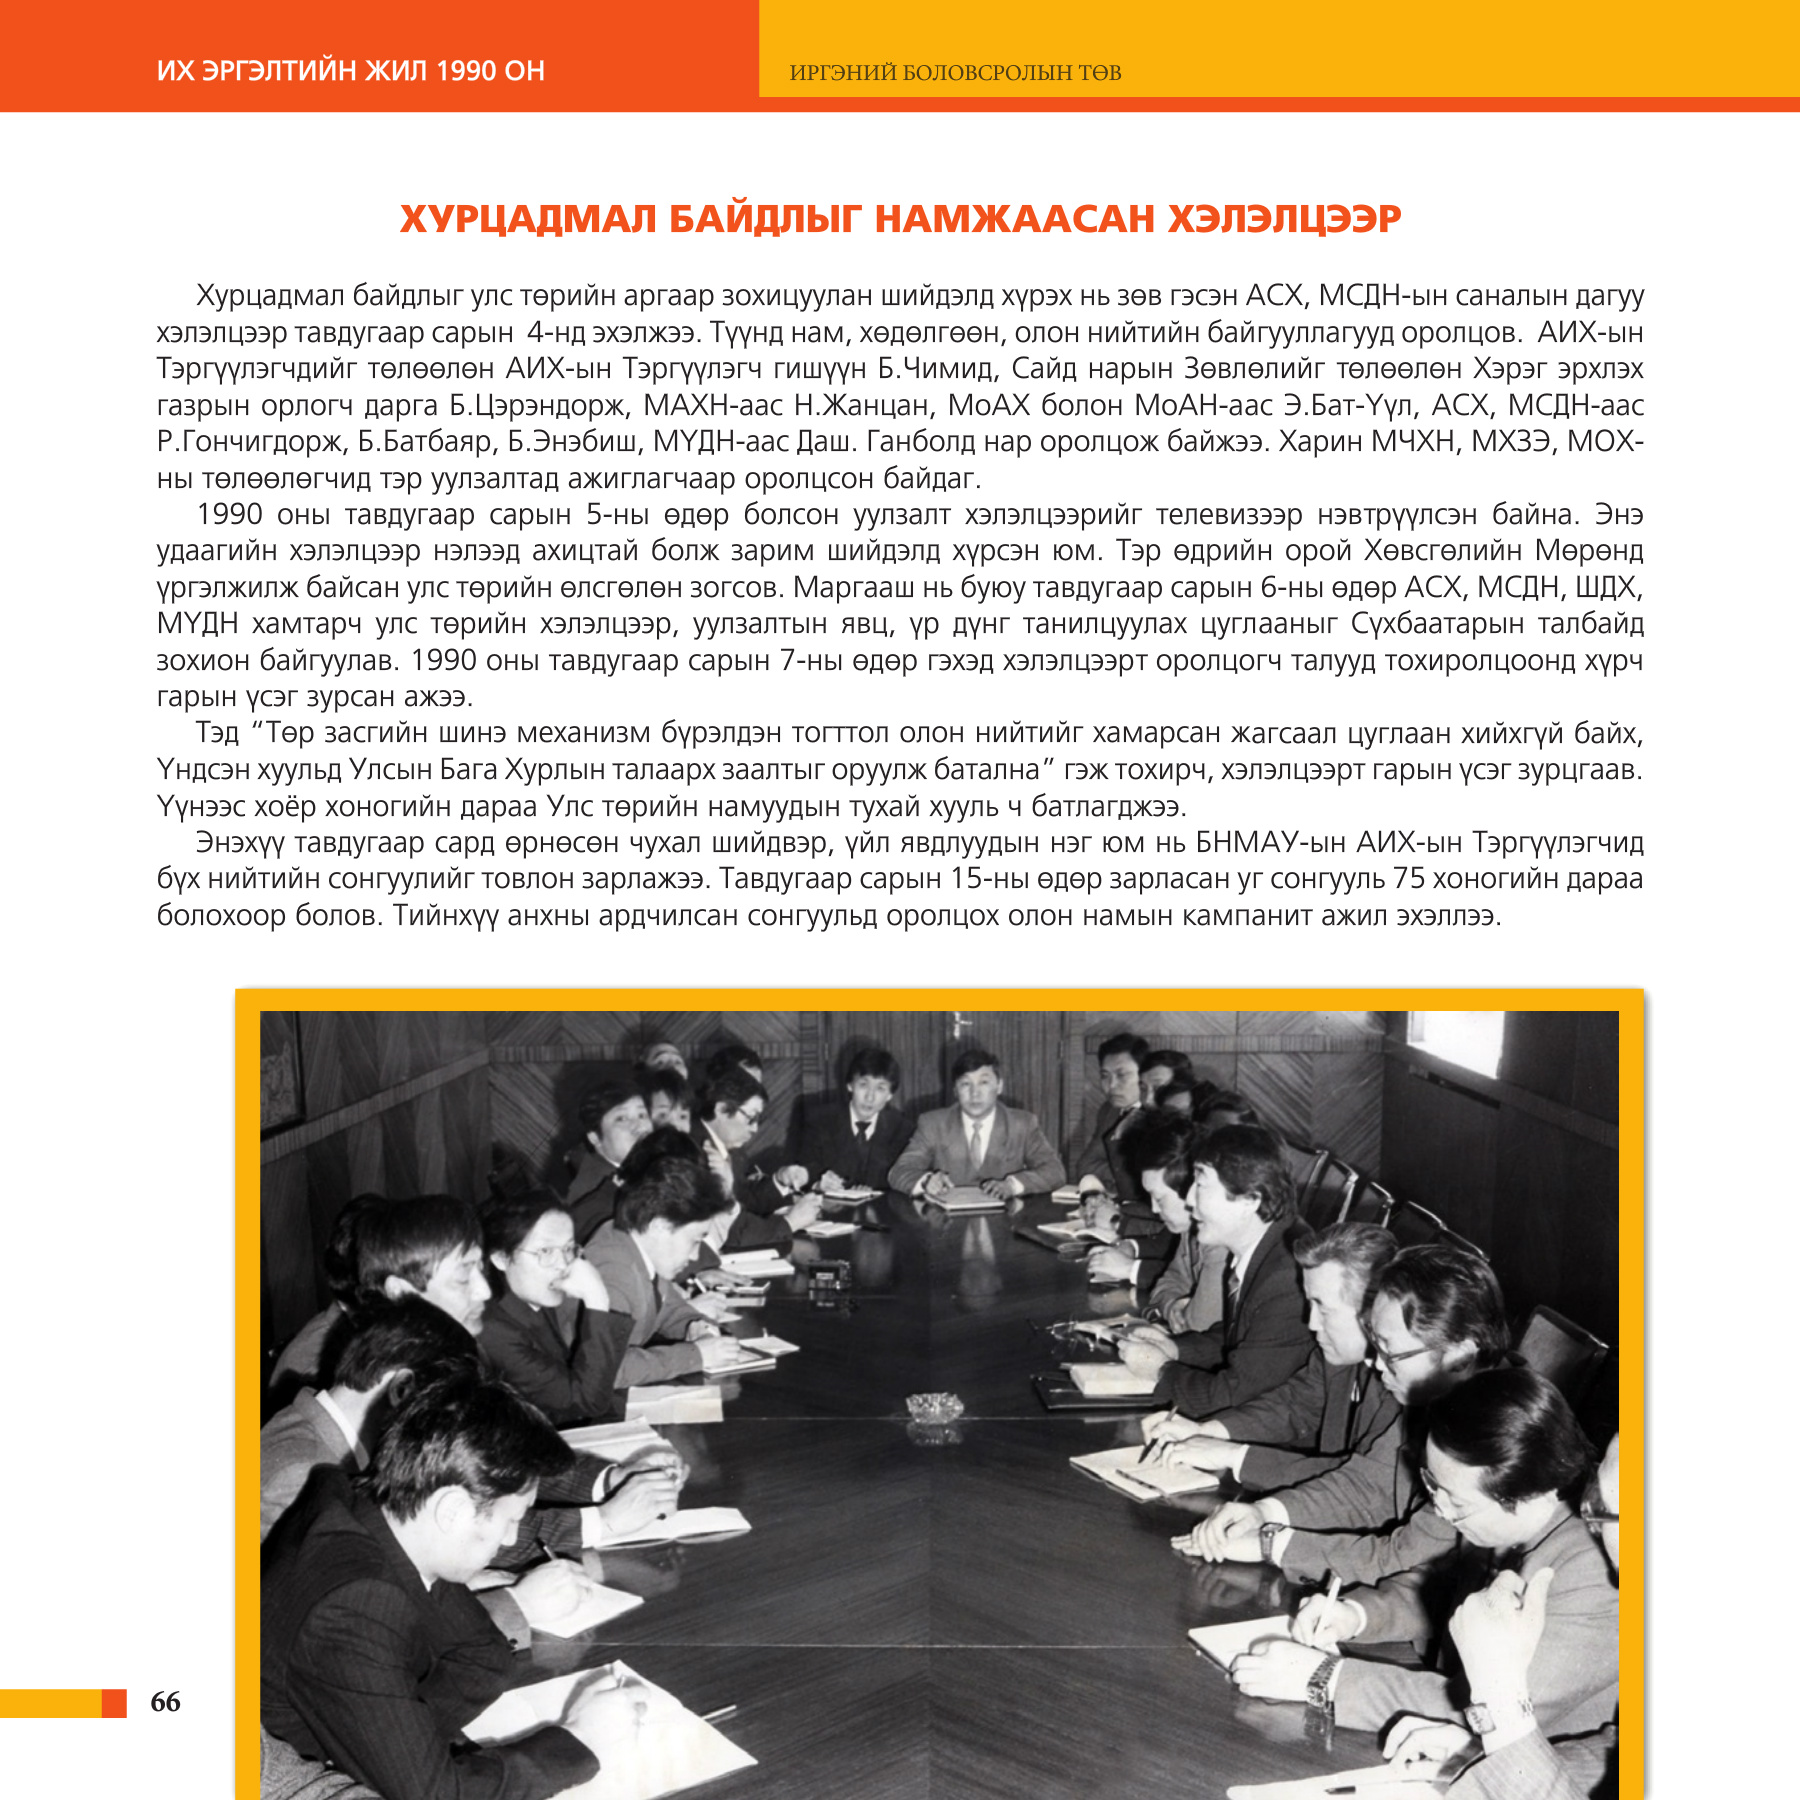 ИХ ЭРГЭЛТИЙН ЖИЛ 1990 ОН
ИРГЭНИЙ БОЛОВСРОЛЫН ТӨВ
ХУРЦАДМАЛ БАЙДЛЫГ НАМЖААСАН ХЭЛЭЛЦЭЭР
Хурцадмал байдлыг улс төрийн аргаар зохицуулан шийдэлд хүрэх нь зөв гэсэн АСХ, МСДН-ын саналын дагуу
хэлэлцээр тавдугаар сарын 4-нд эхэлжээ. Түүнд нам, хөдөлгөөн, олон нийтийн байгууллагууд оролцов. АИХ-ын
Тэргүүлэгчдийг төлөөлөн АИХ-ын Тэргүүлэгч гишүүн Б.Чимид, Сайд нарын Зөвлөлийг төлөөлөн Хэрэг эрхлэх
газрын орлогч дарга Б.Цэрэндорж, МАХН-аас Н.Жанцан, МоАХ болон МоАН-аас Э.Бат-Үүл, АСХ, МСДН-аас
Р.Гончигдорж, Б.Батбаяр, Б.Энэбиш, МҮДН-аас Даш. Ганболд нар оролцож байжээ. Харин МЧХН, МХЗЭ, МОХ-
ны төлөөлөгчид тэр уулзалтад ажиглагчаар оролцсон байдаг.
1990 оны тавдугаар сарын 5-ны өдөр болсон уулзалт хэлэлцээрийг телевизээр нэвтрүүлсэн байна. Энэ
удаагийн хэлэлцээр нэлээд ахицтай болж зарим шийдэлд хүрсэн юм. Тэр өдрийн орой Хөвсгөлийн Мөрөнд
үргэлжилж байсан улс төрийн өлсгөлөн зогсов. Маргааш нь буюу тавдугаар сарын 6-ны өдөр АСХ, МСДН, ШДХ,
МҮДН хамтарч улс төрийн хэлэлцээр, уулзалтын явц, үр дүнг танилцуулах цуглааныг Сүхбаатарын талбайд
зохион байгуулав. 1990 оны тавдугаар сарын 7-ны өдөр гэхэд хэлэлцээрт оролцогч талууд тохиролцоонд хүрч
гарын үсэг зурсан ажээ.
Тэд “Төр засгийн шинэ механизм бүрэлдэн тогттол олон нийтийг хамарсан жагсаал цуглаан хийхгүй байх,
Үндсэн хуульд Улсын Бага Хурлын талаарх заалтыг оруулж батална” гэж тохирч, хэлэлцээрт гарын үсэг зурцгаав.
Үүнээс хоёр хоногийн дараа Улс төрийн намуудын тухай хууль ч батлагджээ.
Энэхүү тавдугаар сард өрнөсөн чухал шийдвэр, үйл явдлуудын нэг юм нь БНМАУ-ын АИХ-ын Тэргүүлэгчид
бүх нийтийн сонгуулийг товлон зарлажээ. Тавдугаар сарын 15-ны өдөр зарласан уг сонгууль 75 хоногийн дараа
болохоор болов. Тийнхүү анхны ардчилсан сонгуульд оролцох олон намын кампанит ажил эхэллээ.
66